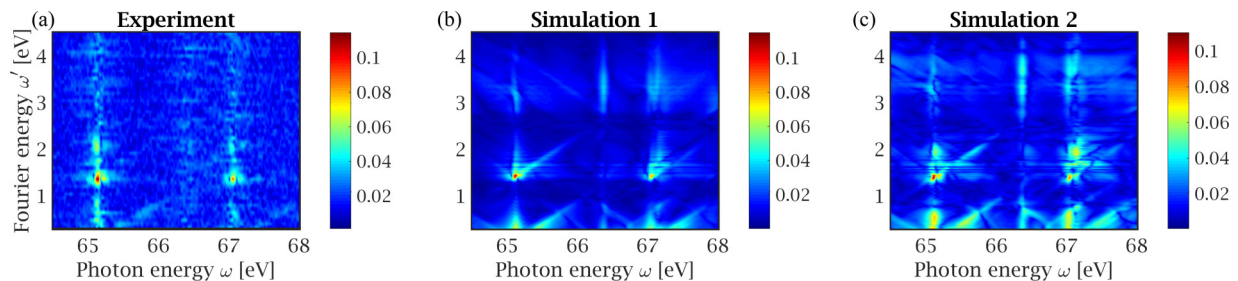 (a) Experiment
Fourier energy ω′ [eV]
4
3
2
1
65 66 67 68
Photon energy ω [eV]
0.1
0.08
0.06
0.04
0.02
(b) Simulation 1
4
3
2
1
65 66 67 68
Photon energy ω [eV]
0.1
0.08
0.06
0.04
0.02
(c) Simulation 2
4
3
2
1
65 66 67 68
Photon energy ω [eV]
0.1
0.08
0.06
0.04
0.02